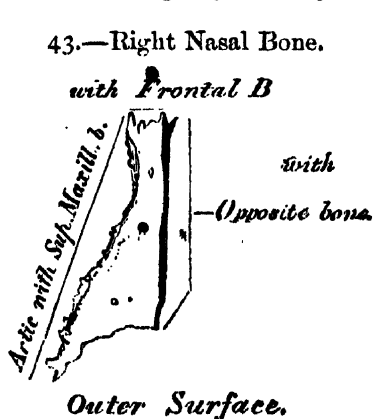 43.—Right Nasal Bone.
with Frontal B
Artic with Sup. Maxill. b.
with
Opposite bone.
Outer Surface.